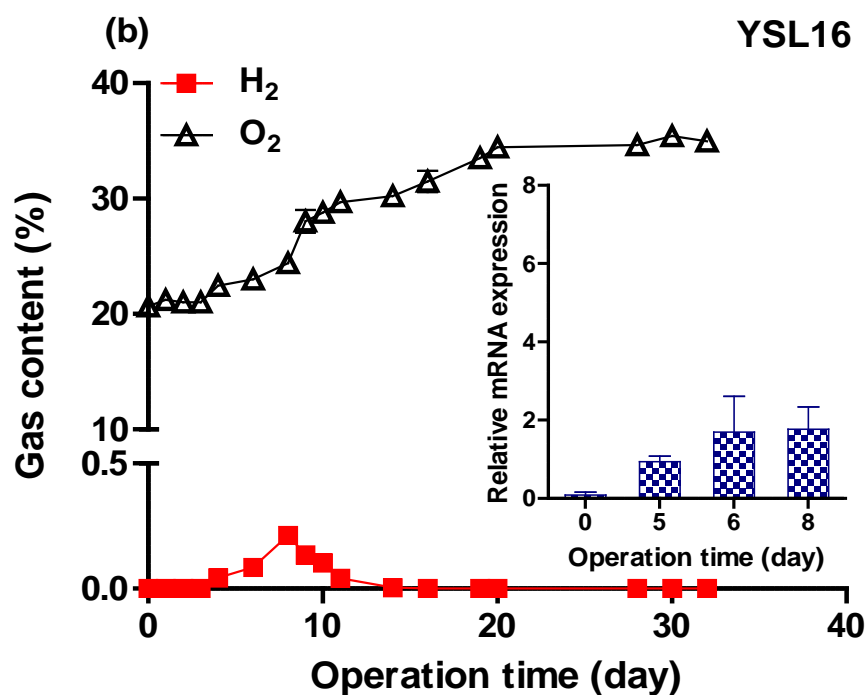 (b)
YSL16
H₂
O₂
Gas content (%)
40
30
20
10
0.5
0.0
0 10 20 30 40
Operation time (day)
Relative mRNA expression
8
6
4
2
0
0 5 6 8
Operation time (day)